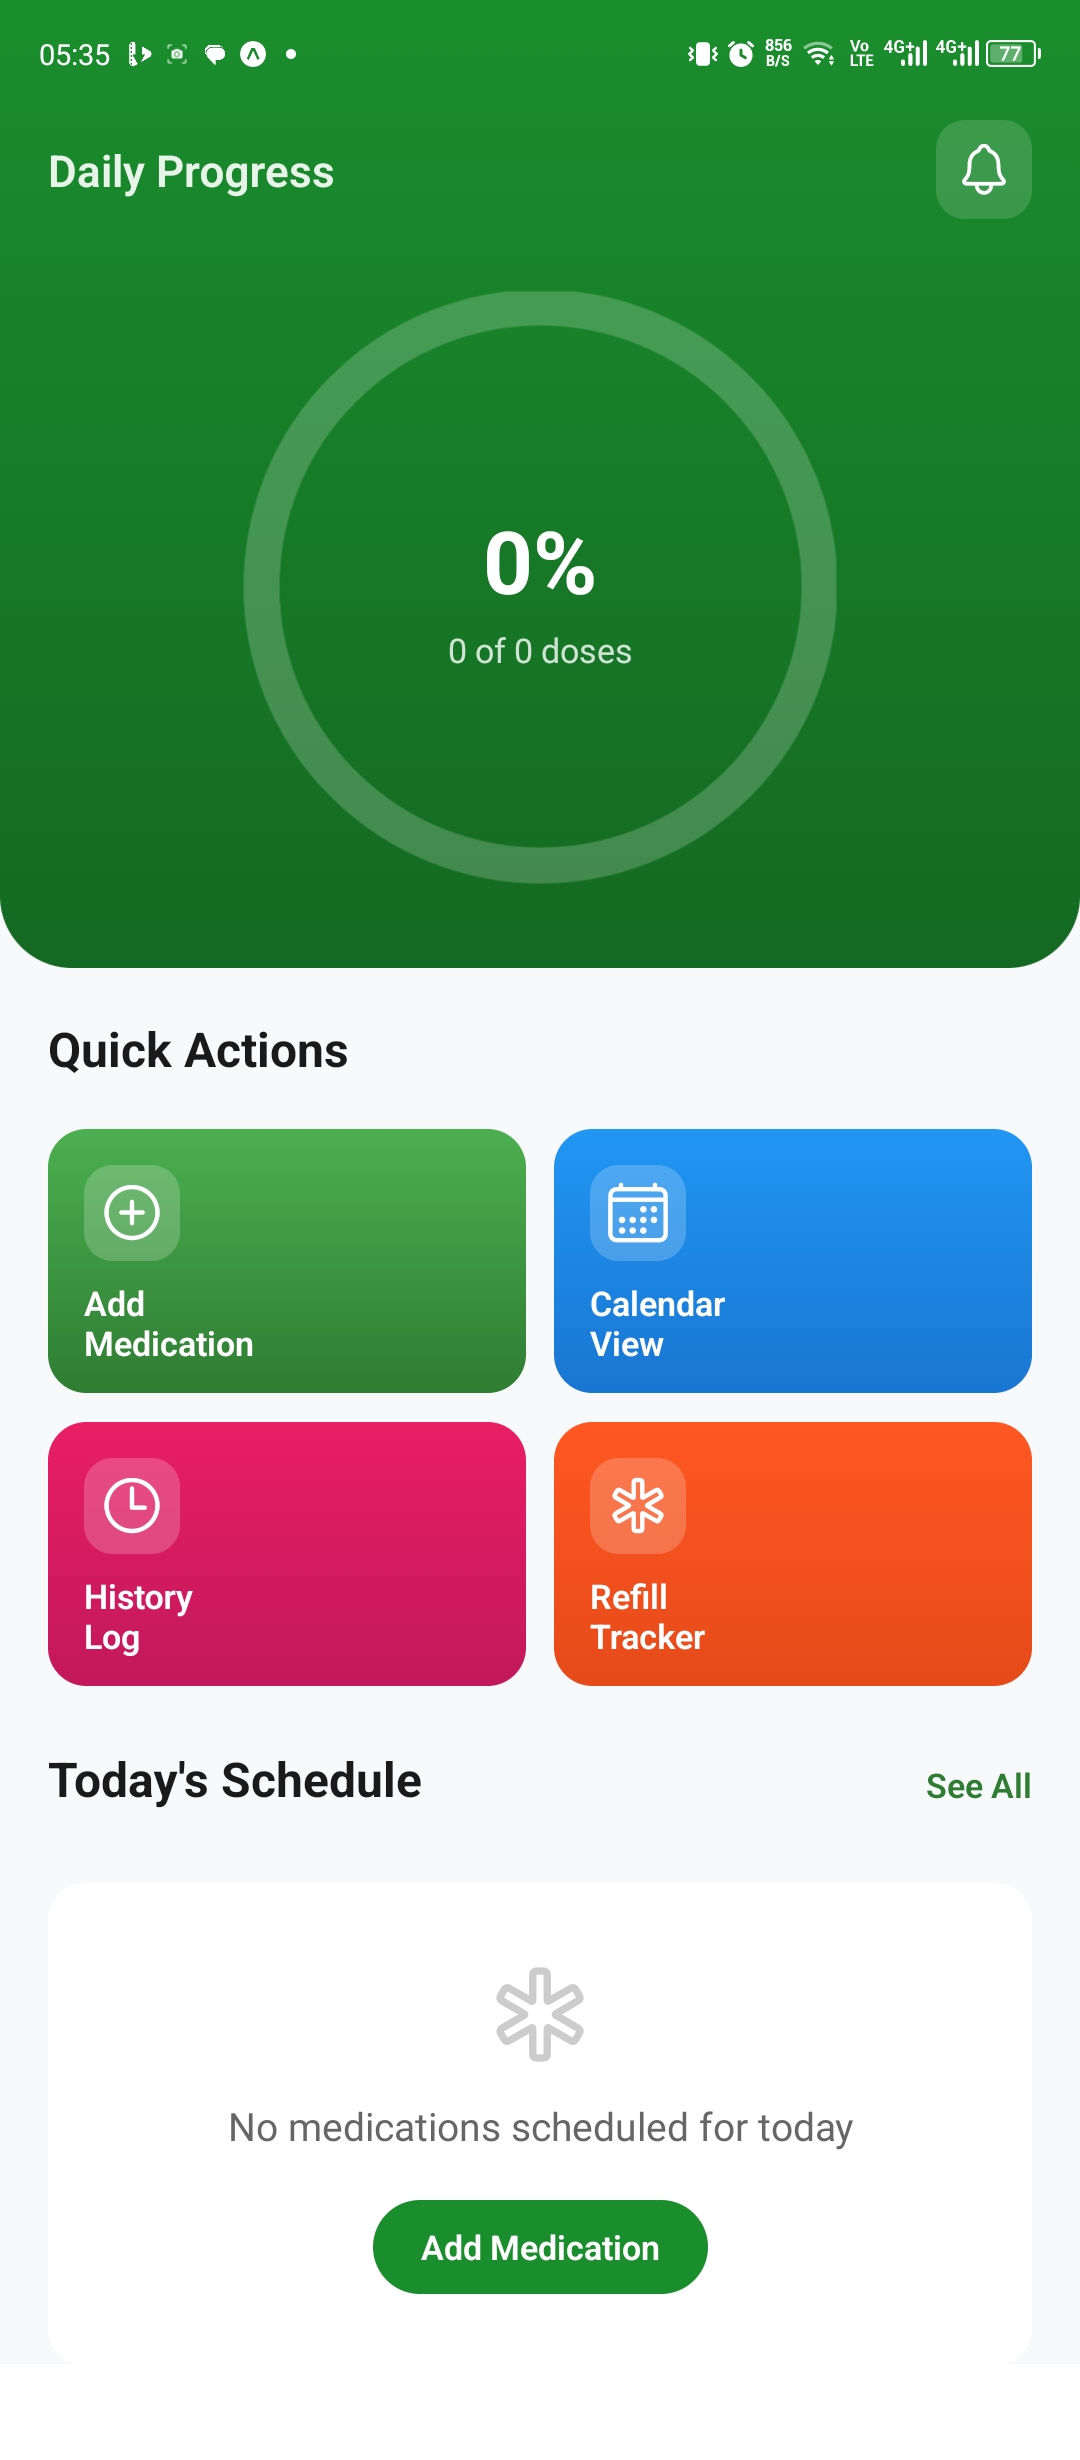 05:35
856
B/S
Vo
LTE
4G+
4G+
77
Daily Progress
0%
0 of 0 doses
Quick Actions
Add
Medication
Calendar
View
History
Log
Refill
Tracker
Today's Schedule
See All
No medications scheduled for today
Add Medication